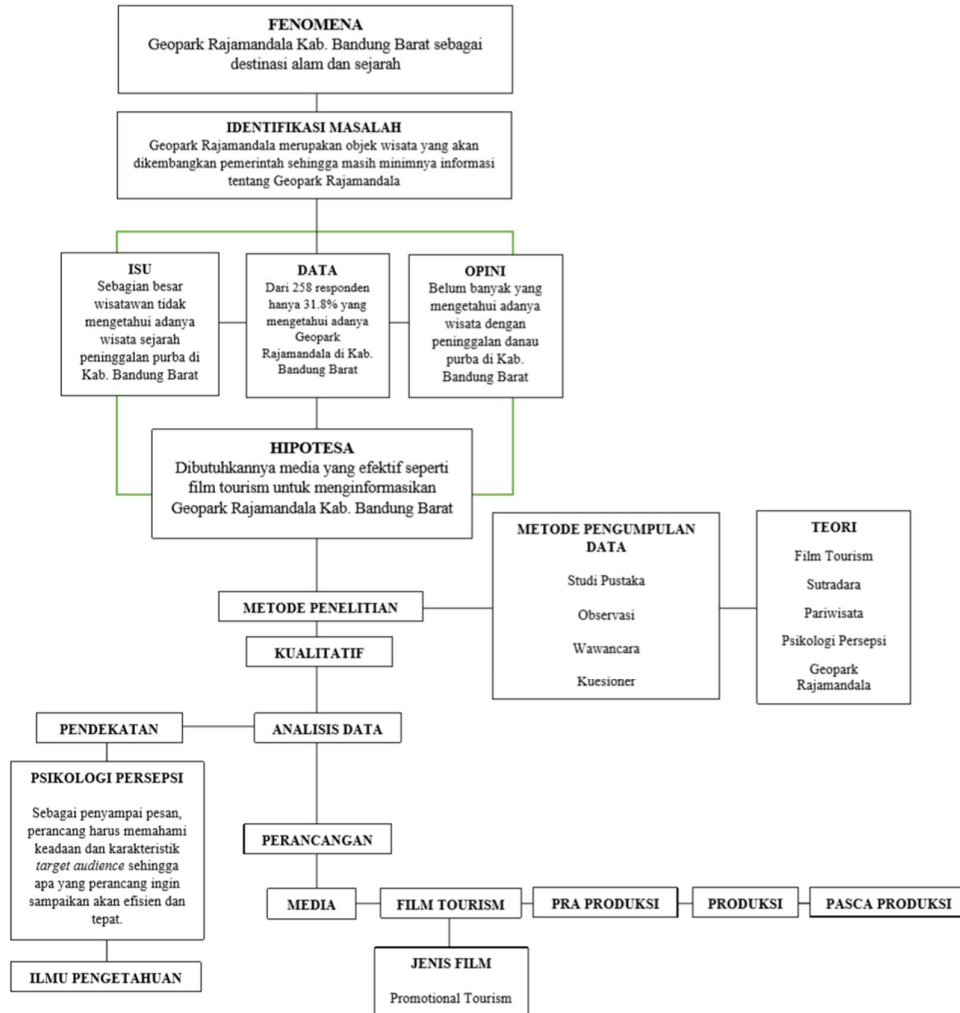 FENOMENA
Geopark Rajamandala Kab. Bandung Barat sebagai
destinasi alam dan sejarah
IDENTIFIKASI MASALAH
Geopark Rajamandala merupakan objek wisata yang akan
dikembangkan pemerintah sehingga masih minimnya informasi
tentang Geopark Rajamandala
ISU
Sebagian besar
wisatawan tidak
mengetahui adanya
wisata sejarah
peninggalan purba di
Kab. Bandung Barat
DATA
Dari 258 responden
hanya 31.8% yang
mengetahui adanya
Geopark
Rajamandala di Kab.
Bandung Barat
OPINI
Belum banyak yang
mengetahui adanya
wisata dengan
peninggalan danau
purba di Kab.
Bandung Barat
HIPOTESA
Dibutuhkannya media yang efektif seperti
film tourism untuk menginformasikan
Geopark Rajamandala Kab. Bandung Barat
METODE PENELITIAN
METODE PENGUMPULAN
DATA
Studi Pustaka
Observasi
Wawancara
Kuesioner
TEORI
Film Tourism
Sutradara
Pariwisata
Psikologi Persepsi
Geopark
Rajamandala
KUALITATIF
PENDEKATAN
ANALISIS DATA
PSIKOLOGI PERSEPSI
Sebagai penyampai pesan,
perancang harus memahami
keadaan dan karakteristik
target audience sehingga
apa yang perancang ingin
sampaikan akan efisien dan
tepat.
ILMU PENGETAHUAN
PERANCANGAN
MEDIA
FILM TOURISM
PRA PRODUKSI
PRODUKSI
PASCA PRODUKSI
JENIS FILM
Promotional Tourism